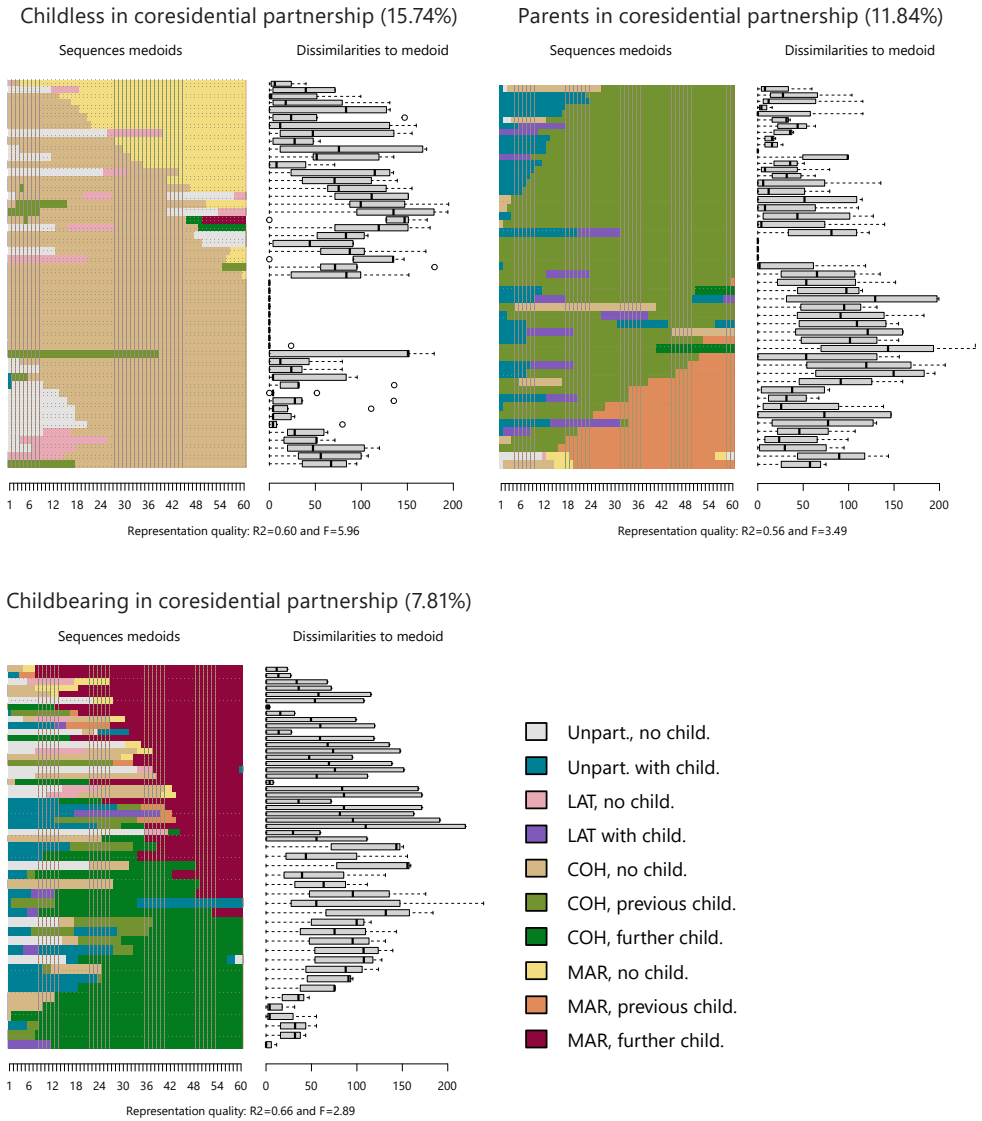 Childless in coresidential partnership (15.74%)
Parents in coresidential partnership (11.84%)
Sequences medoids
Dissimilarities to medoid
Sequences medoids
Dissimilarities to medoid
1 6 12 18 24 30 36 42 48 54 60
0 50 100 150 200
1 6 12 18 24 30 36 42 48 54 60
0 50 100 150 200
Representation quality: R2=0.60 and F=5.96
Representation quality: R2=0.56 and F=3.49
Childbearing in coresidential partnership (7.81%)
Sequences medoids
Dissimilarities to medoid
1 6 12 18 24 30 36 42 48 54 60
0 50 100 150 200
Representation quality: R2=0.66 and F=2.89
Unpart., no child.
Unpart. with child.
LAT, no child.
LAT with child.
COH, no child.
COH, previous child.
COH, further child.
MAR, no child.
MAR, previous child.
MAR, further child.